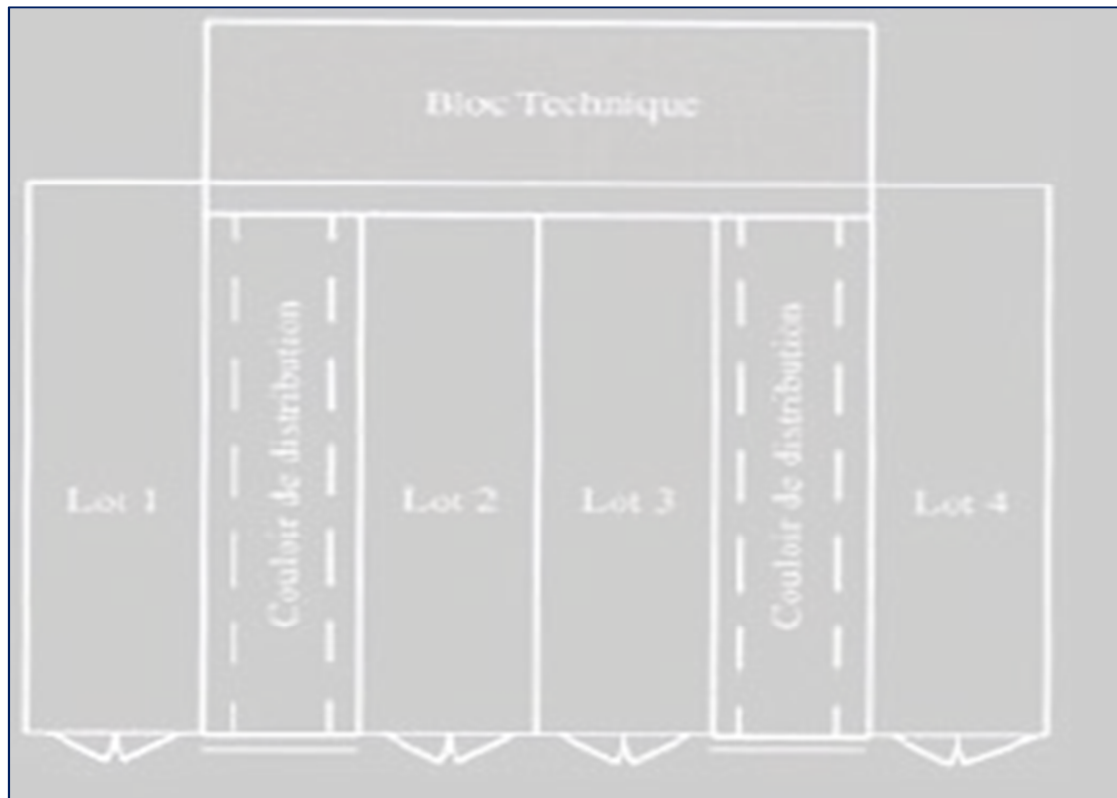 Bloc Technique
Lot 1
Couloir de distribution
Lot 2
Lot 3
Couloir de distribution
Lot 4